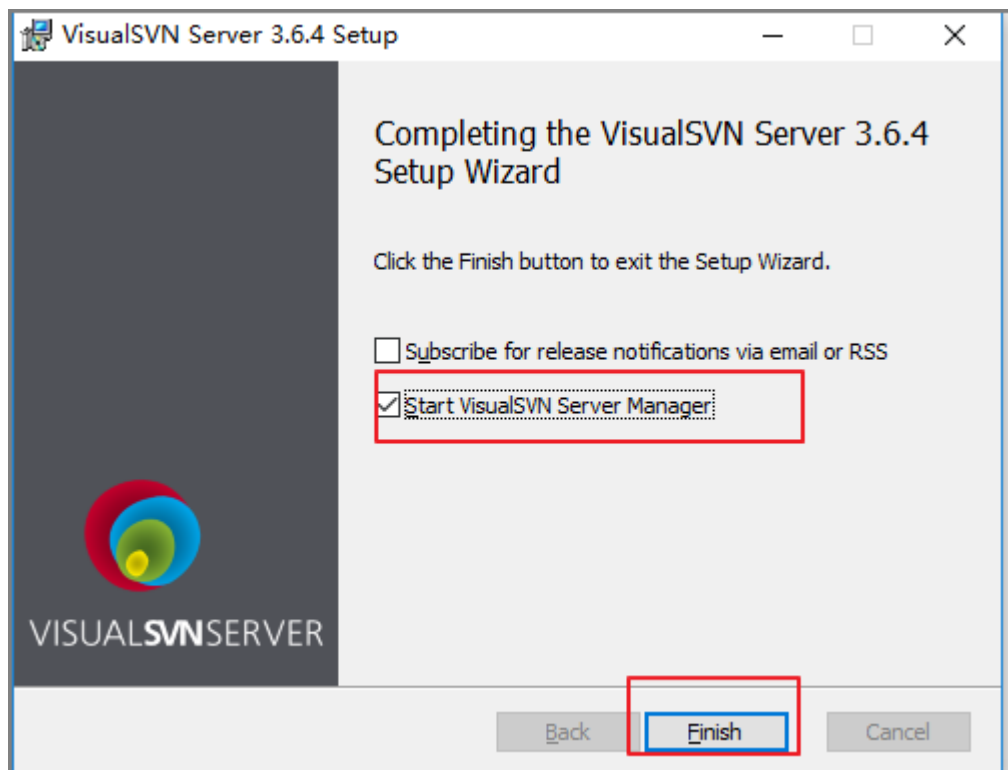 VisualSVN Server 3.6.4 Setup
Completing the VisualSVN Server 3.6.4
Setup Wizard
Click the Finish button to exit the Setup Wizard.
Subscribe for release notifications via email or RSS
Start VisualSVN Server Manager
VISUALSVNSERVER
Back
Finish
Cancel